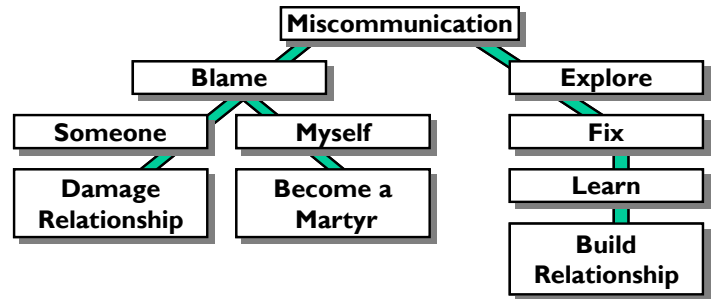 Miscommunication
Blame
Explore
Someone
Myself
Fix
Damage
Relationship
Become a
Martyr
Learn
Build
Relationship